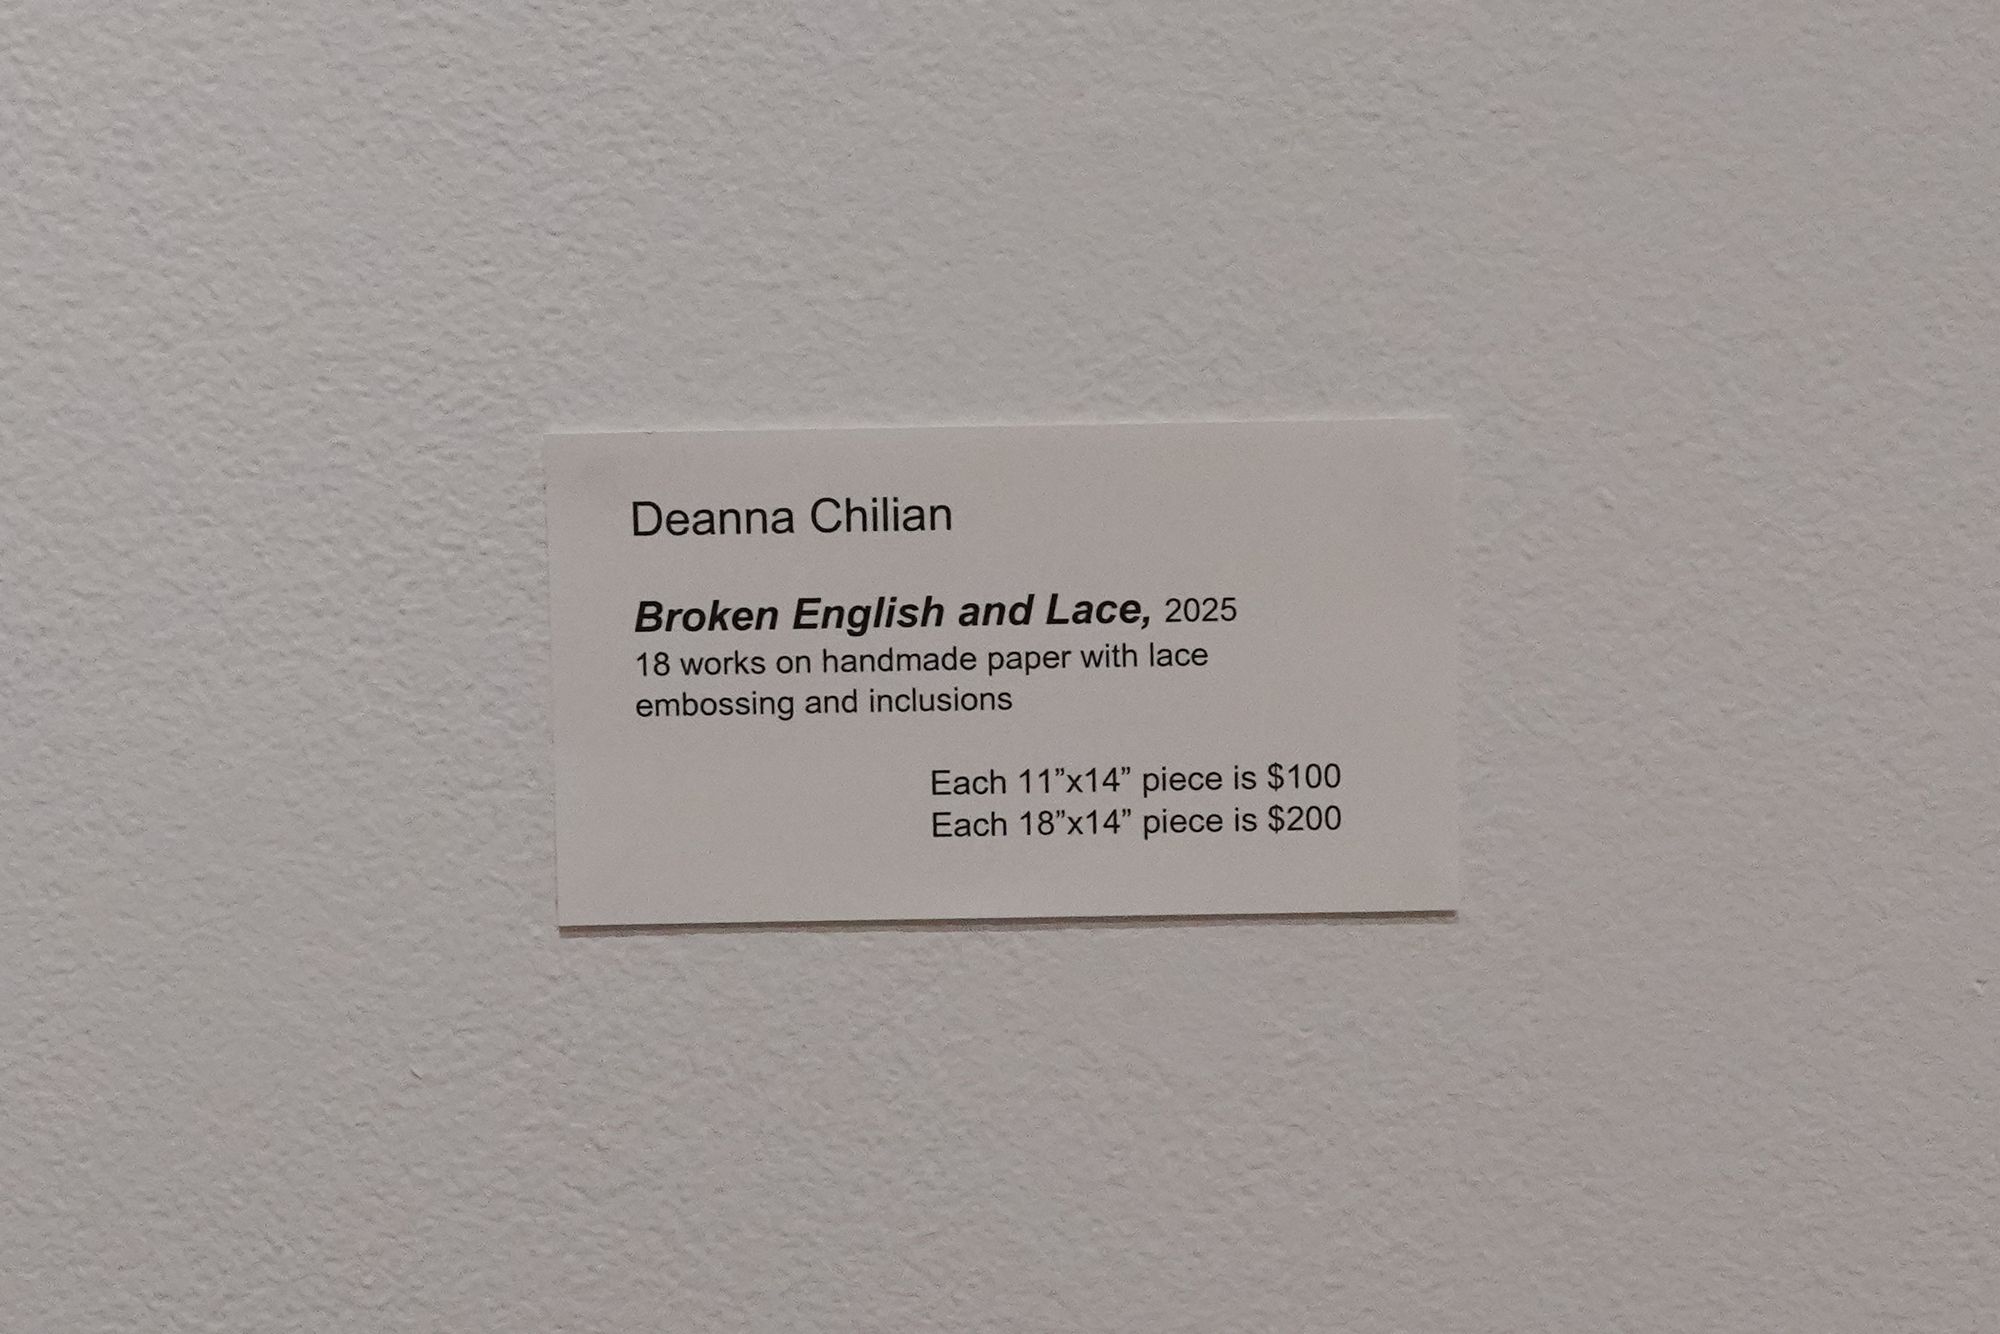 Deanna Chilian
Broken English and Lace, 2025
18 works on handmade paper with lace
embossing and inclusions
Each 11”x14” piece is $100
Each 18”x14” piece is $200